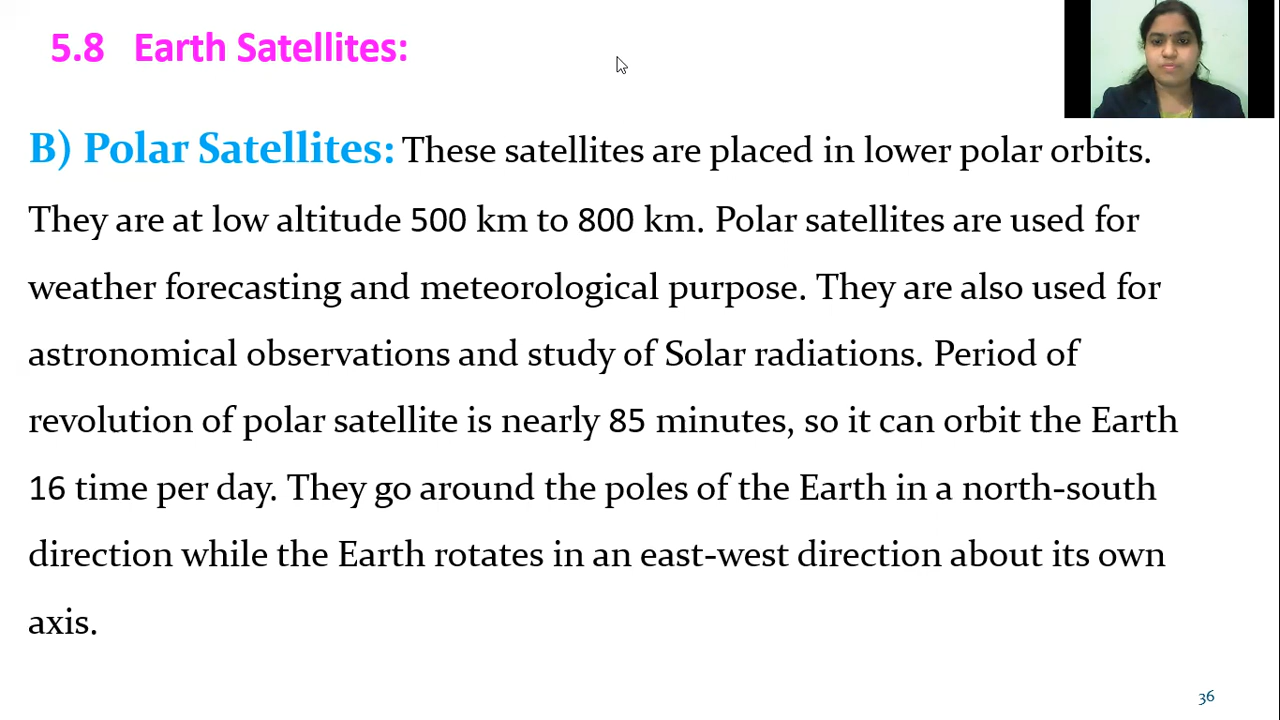 5.8 Earth Satellites:
B) Polar Satellites: These satellites are placed in lower polar orbits.
They are at low altitude 500 km to 800 km. Polar satellites are used for
weather forecasting and meteorological purpose. They are also used for
astronomical observations and study of Solar radiations. Period of
revolution of polar satellite is nearly 85 minutes, so it can orbit the Earth
16 time per day. They go around the poles of the Earth in a north-south
direction while the Earth rotates in an east-west direction about its own
axis.
36